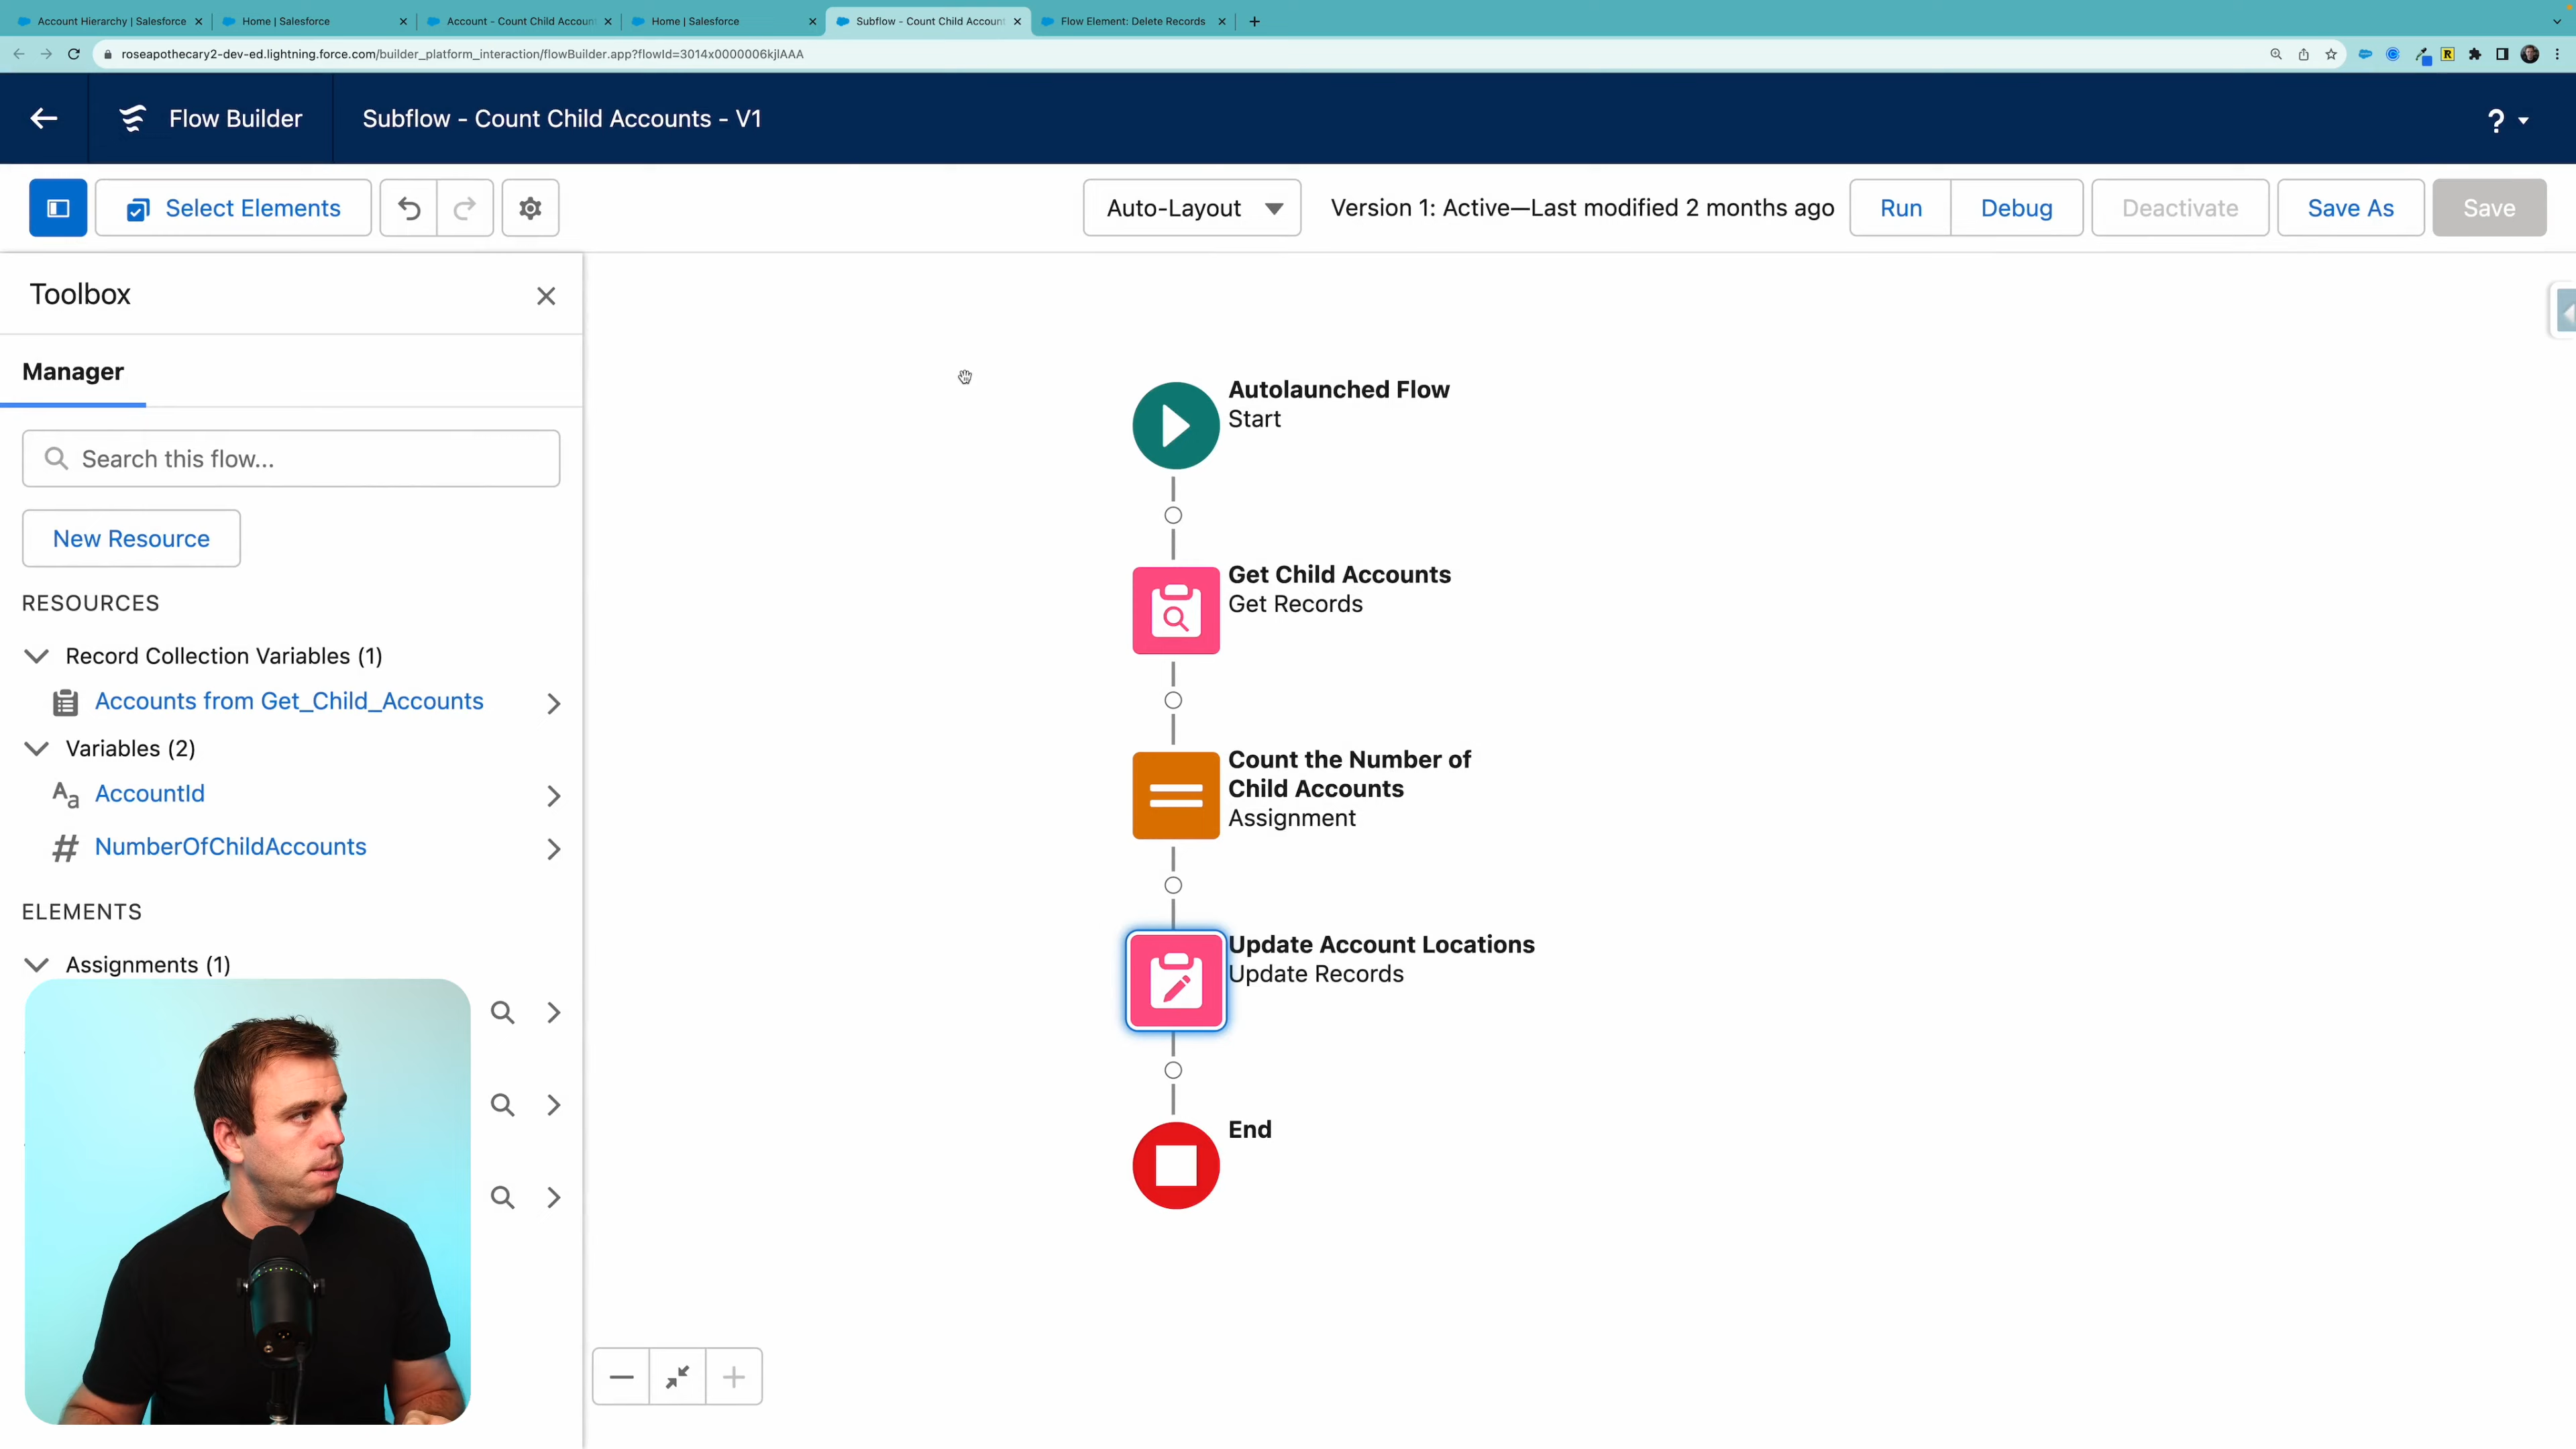 Account Hierarchy | Salesforce
Home | Salesforce
Account - Count Child Account
Home | Salesforce
Subflow - Count Child Account
Flow Element: Delete Records
roseapothecary2-dev-ed.lightning.force.com/builder_platform_interaction/flowBuilder.app?flowId=3014x0000006kjIAAA
Flow Builder
Subflow - Count Child Accounts - V1
?
Select Elements
Auto-Layout
Version 1: Active—Last modified 2 months ago
Run
Debug
Deactivate
Save As
Save
Toolbox
Manager
Search this flow...
New Resource
RESOURCES
Record Collection Variables (1)
Accounts from Get_Child_Accounts
Variables (2)
Aa AccountId
# NumberOfChildAccounts
ELEMENTS
Assignments (1)
Autolaunched Flow
Start
Get Child Accounts
Get Records
Count the Number of
Child Accounts
Assignment
Update Account Locations
Update Records
End